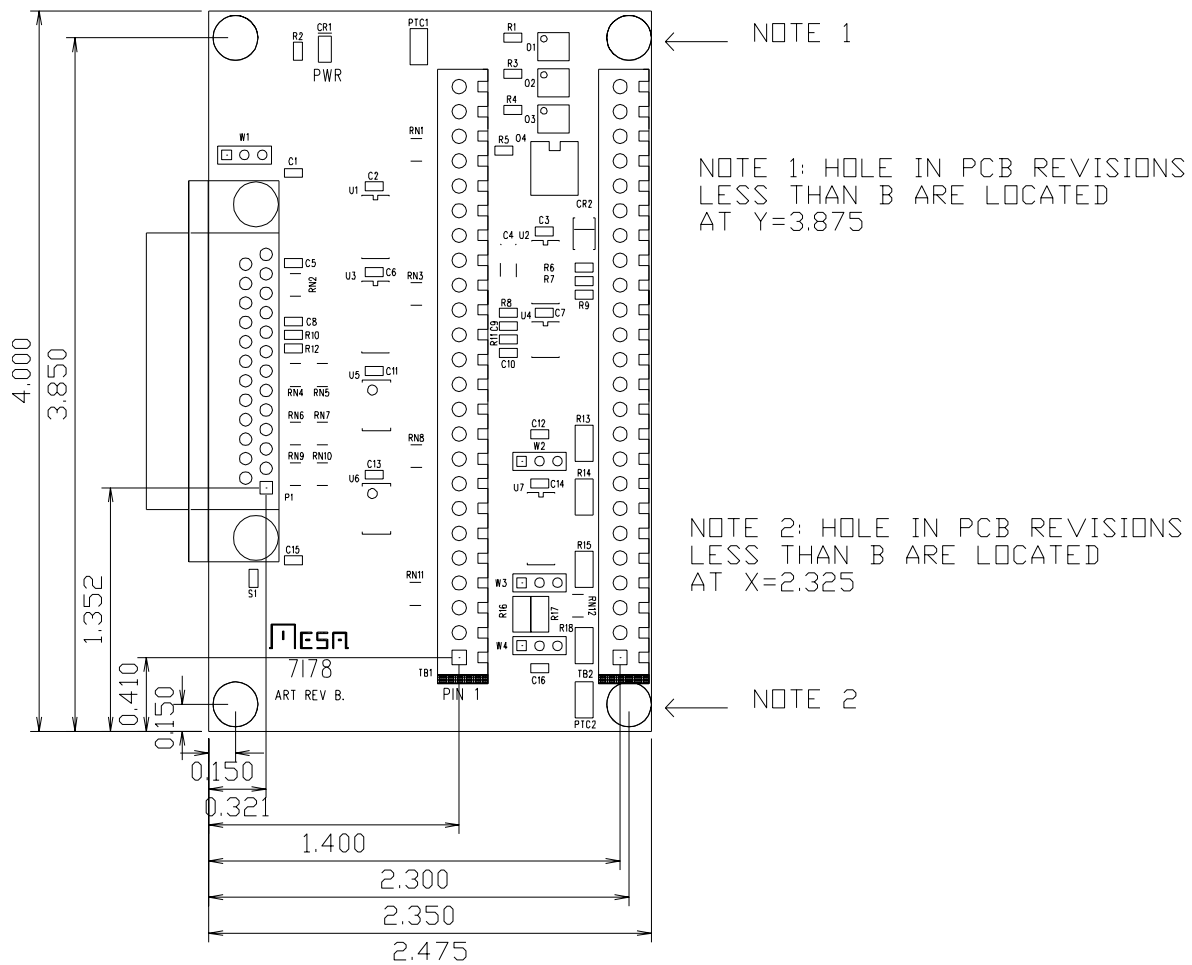 R2
CR1
PWR
PTC1
R1
O1
R3
O2
R4
O3
R5
O4
NOTE 1
W1
C1
RN1
C2
U1
NOTE 1: HOLE IN PCB REVISIONS
LESS THAN B ARE LOCATED
AT Y=3.875
CR2
C3
C4
U2
C5
RN2
U3
C6
RN3
R6
R7
R8
R9
C8
R10
R12
U4
C7
C9
R11
C10
4.000
3.850
U5
C11
RN4
RN5
RN6
RN7
RN8
RN9
RN10
C12
R13
W2
C13
U6
R14
U7
C14
P1
NOTE 2: HOLE IN PCB REVISIONS
LESS THAN B ARE LOCATED
AT X=2.325
C15
S1
R15
W3
RN11
R16
R17
RN12
R18
W4
1.352
MESA
7I78
ART REV B.
TB1
PIN 1
C16
TB2
PTC2
NOTE 2
0.410
0.150
0.150
0.321
1.400
2.300
2.350
2.475